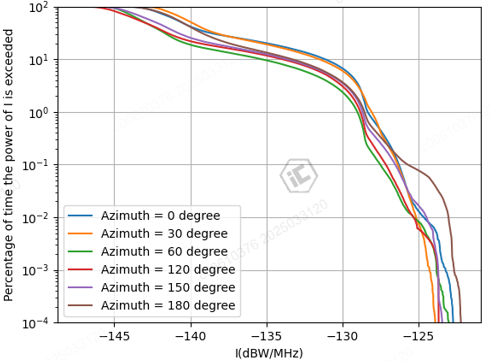 Percentage of time the power of I is exceeded
10²
10¹
10⁰
10⁻¹
10⁻²
10⁻³
10⁻⁴
Azimuth = 0 degree
Azimuth = 30 degree
Azimuth = 60 degree
Azimuth = 120 degree
Azimuth = 150 degree
Azimuth = 180 degree
−145 −140 −135 −130 −125
I(dBW/MHz)